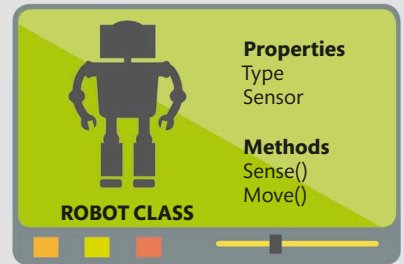 Properties
Type
Sensor
Methods
Sense()
Move()
ROBOT CLASS